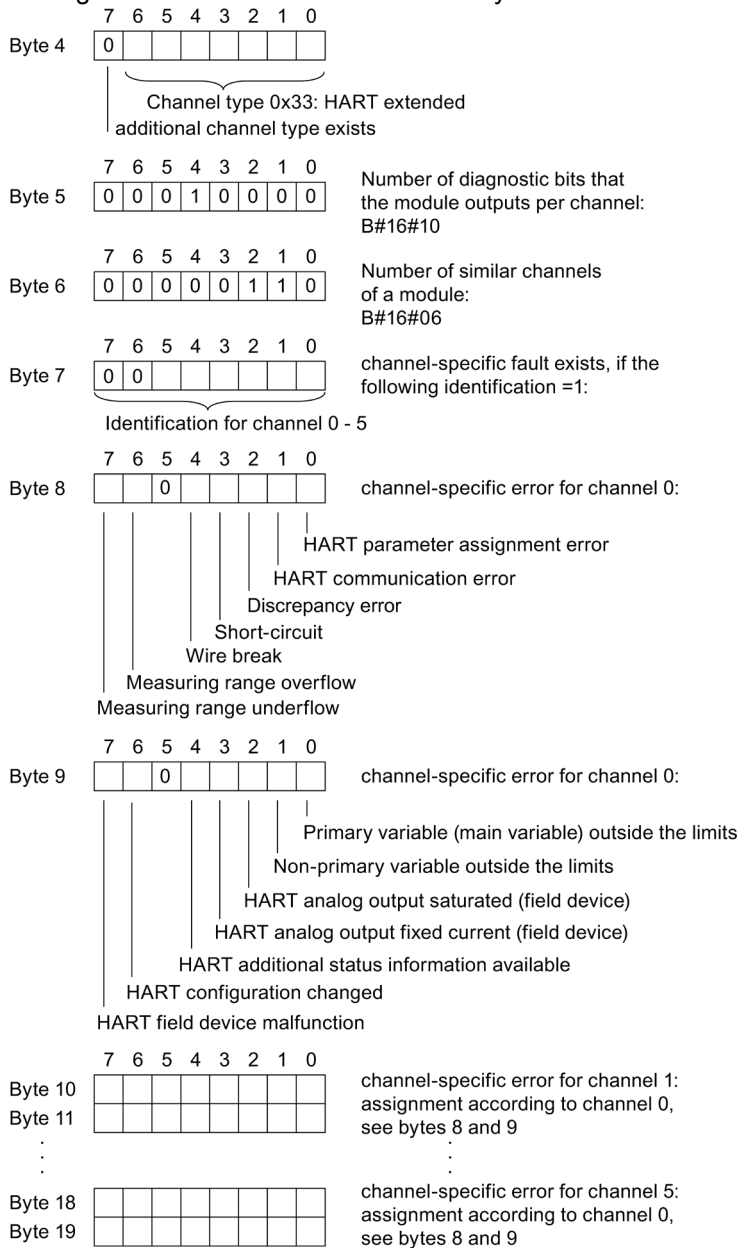 7 6 5 4 3 2 1 0
Byte 4 0
Channel type 0x33: HART extended
additional channel type exists
7 6 5 4 3 2 1 0
Byte 5 0 0 0 1 0 0 0 0
Number of diagnostic bits that
the module outputs per channel:
B#16#10
7 6 5 4 3 2 1 0
Byte 6 0 0 0 0 0 1 1 0
Number of similar channels
of a module:
B#16#06
7 6 5 4 3 2 1 0
Byte 7 0 0
channel-specific fault exists, if the
following identification =1:
Identification for channel 0 - 5
7 6 5 4 3 2 1 0
Byte 8 0 channel-specific error for channel 0:
HART parameter assignment error
HART communication error
Discrepancy error
Short-circuit
Wire break
Measuring range overflow
Measuring range underflow
7 6 5 4 3 2 1 0
Byte 9 0 channel-specific error for channel 0:
Primary variable (main variable) outside the limits
Non-primary variable outside the limits
HART analog output saturated (field device)
HART analog output fixed current (field device)
HART additional status information available
HART configuration changed
HART field device malfunction
7 6 5 4 3 2 1 0
Byte 10
Byte 11
channel-specific error for channel 1:
assignment according to channel 0,
see bytes 8 and 9
Byte 18
Byte 19
channel-specific error for channel 5:
assignment according to channel 0,
see bytes 8 and 9